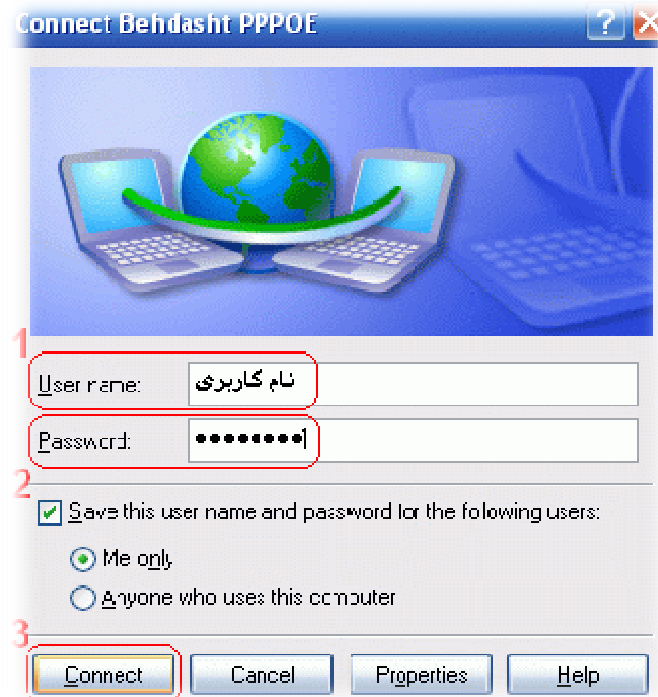 Connect Behdasht PPPOE
1
User name: نام کاربری
Password: ••••••••
2
Save this user name and password for the following users:
Me only
Anyone who uses this computer
3
Connect Cancel Properties Help